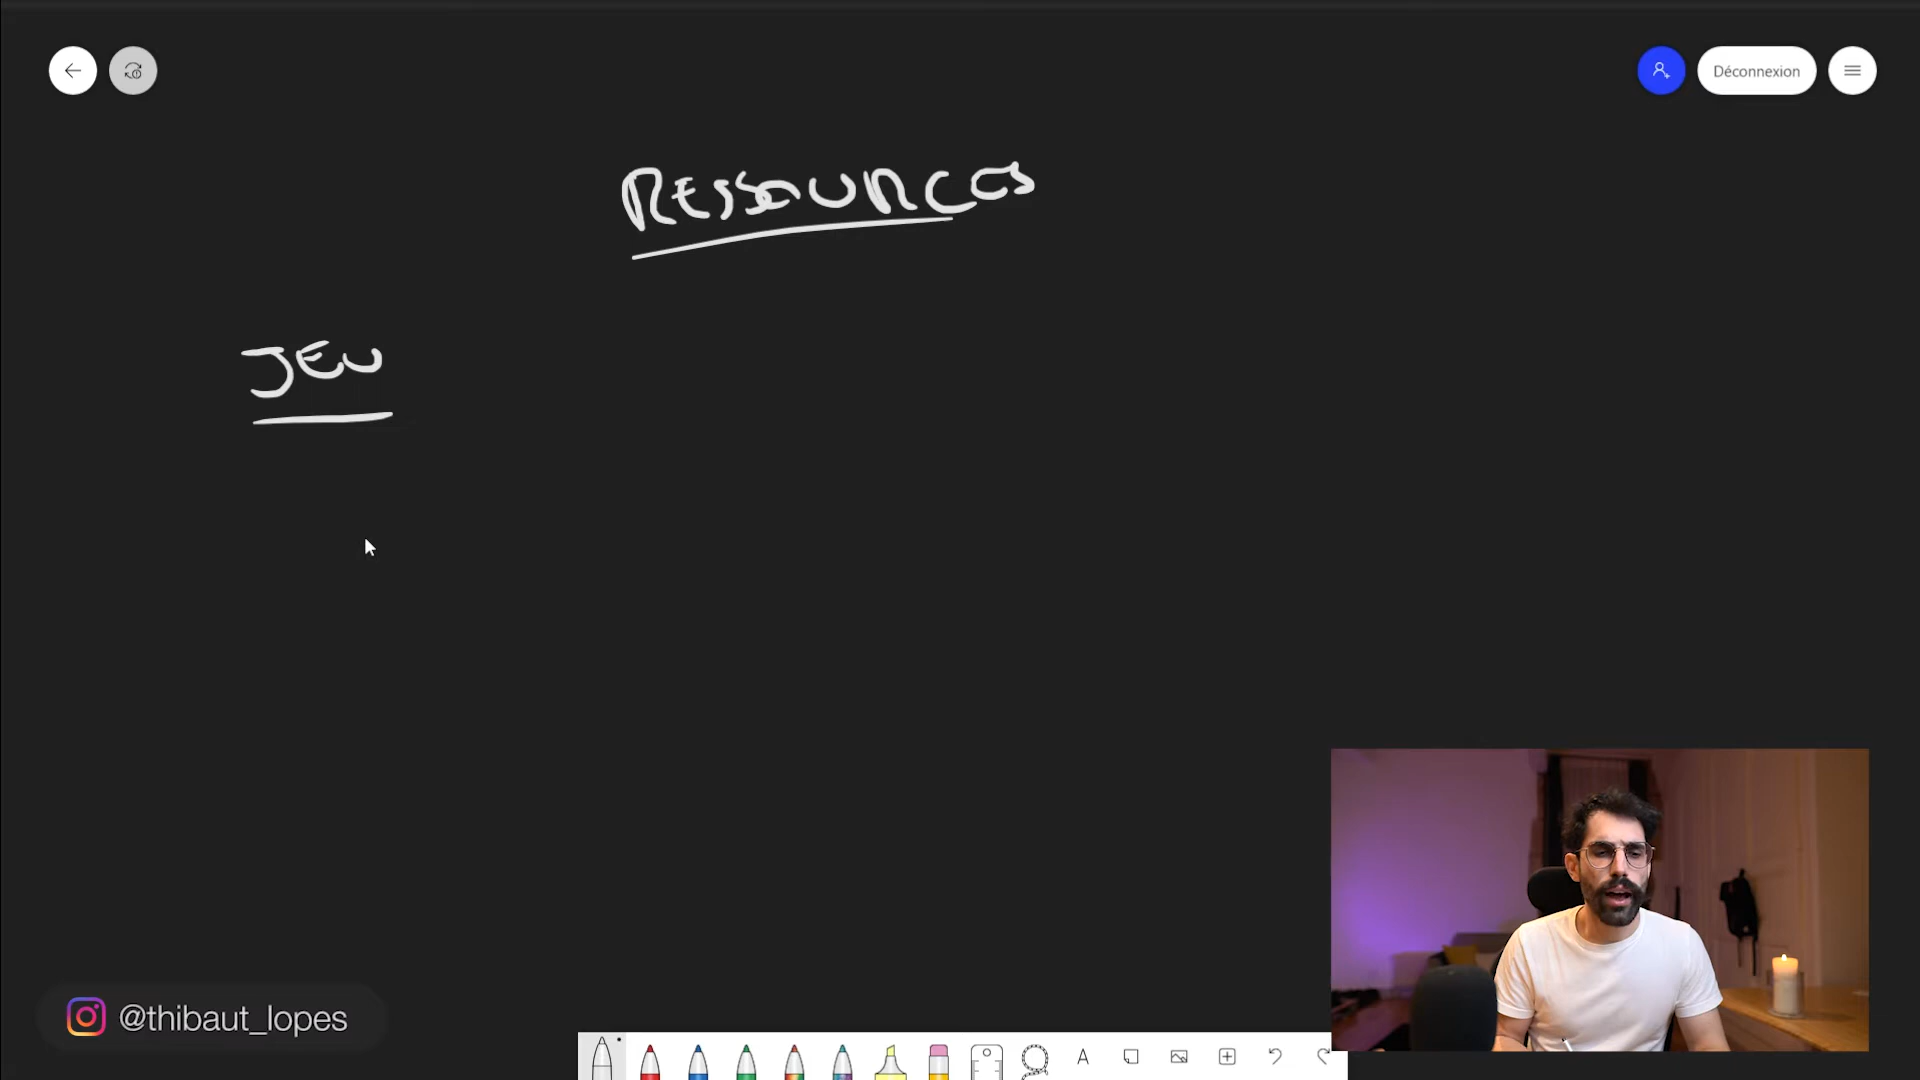 Déconnexion
RESSOURCES
JEU
@thibaut_lopes
A